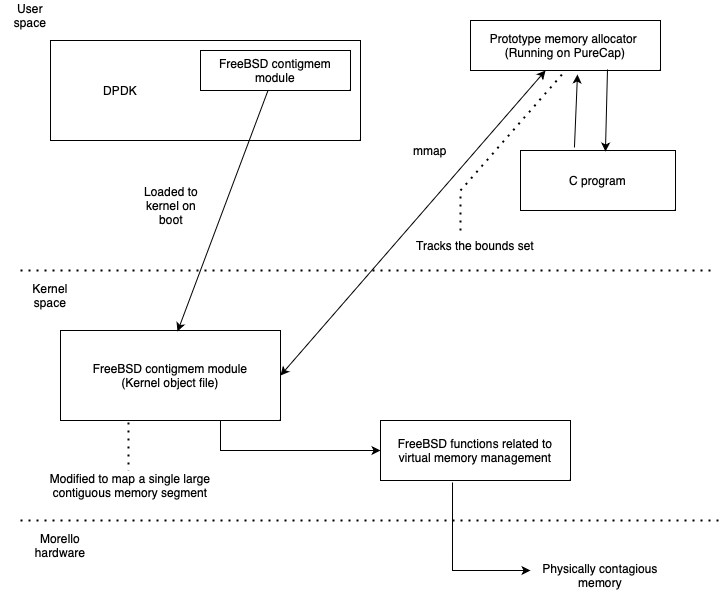 User
space
Prototype memory allocator
(Running on PureCap)
FreeBSD contigmem
module
DPDK
mmap
C program
Loaded to
kernel on
boot
Tracks the bounds set
Kernel
space
FreeBSD contigmem module
(Kernel object file)
FreeBSD functions related to
virtual memory management
Modified to map a single large
contiguous memory segment
Morello
hardware
Physically contagious
memory